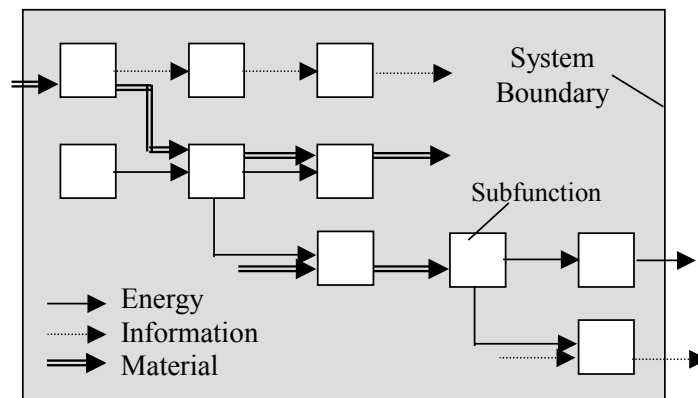 System
Boundary
Subfunction
Energy
Information
Material